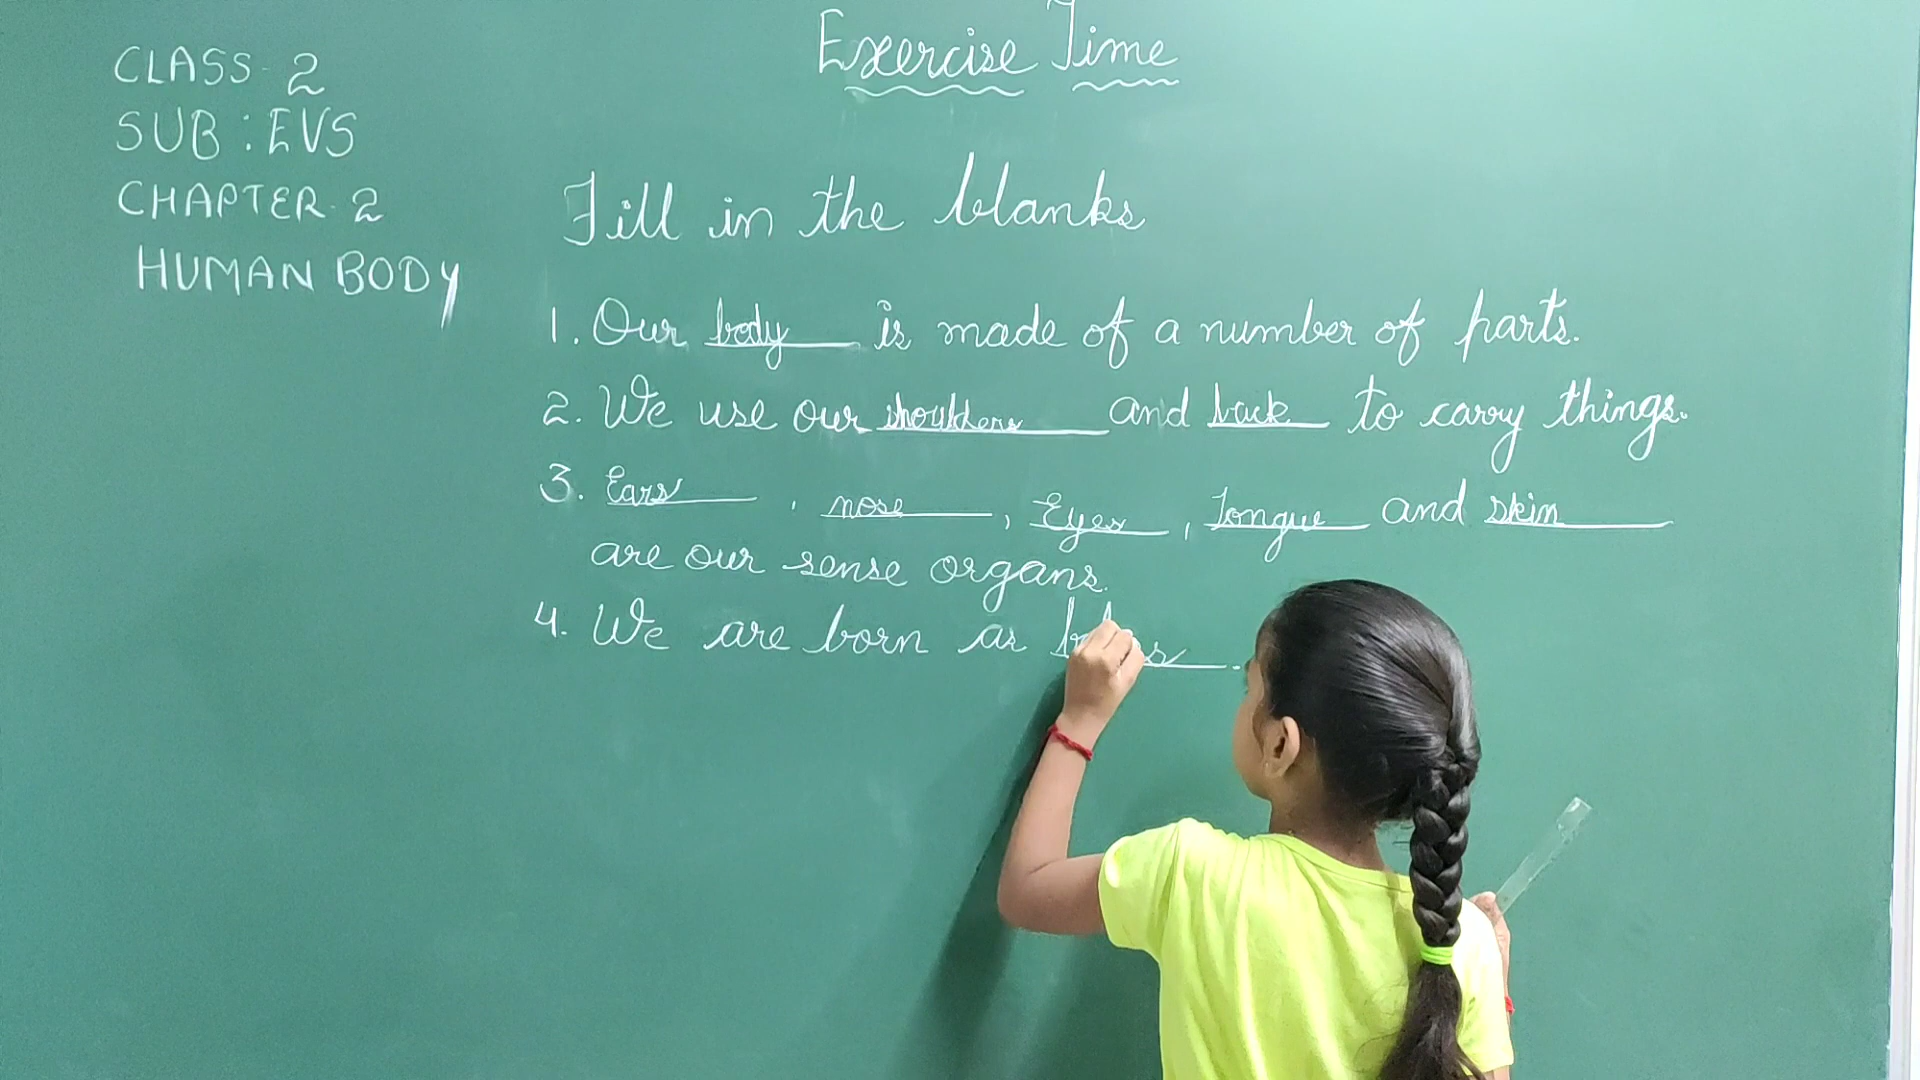 Exercise Time
CLASS-2
SUB : EVS
CHAPTER-2
HUMAN BODY
Fill in the blanks
1. Our body is made of a number of parts.
2. We use our shoulders and back to carry things.
3. Ears, nose, Eyes, Tongue and skin
are our sense organs.
4. We are born as